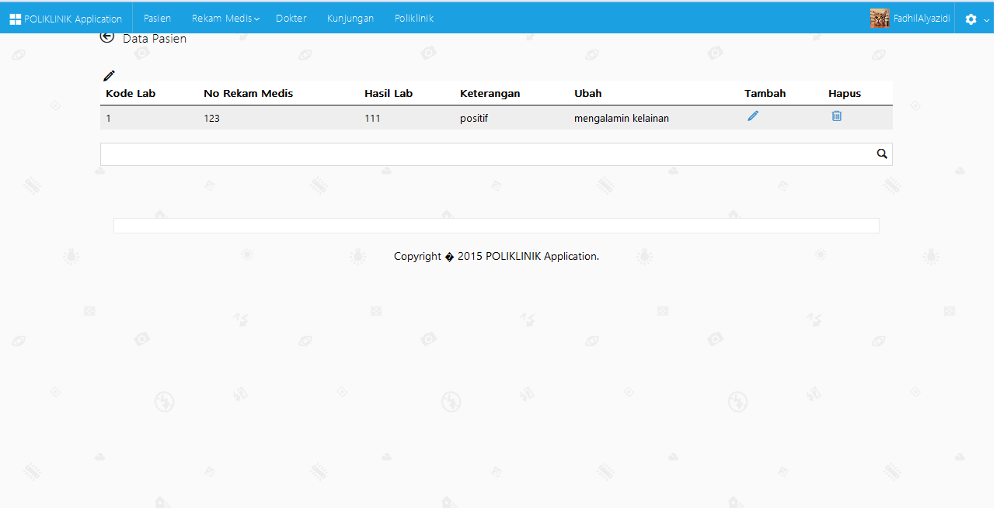 POLIKLINIK Application Pasien Rekam Medis Dokter Kunjungan Poliklinik FadhilAlyazidi
Data Pasien
Kode Lab No Rekam Medis Hasil Lab Keterangan Ubah Tambah Hapus
1 123 111 positif mengalamin kelainan
Copyright � 2015 POLIKLINIK Application.